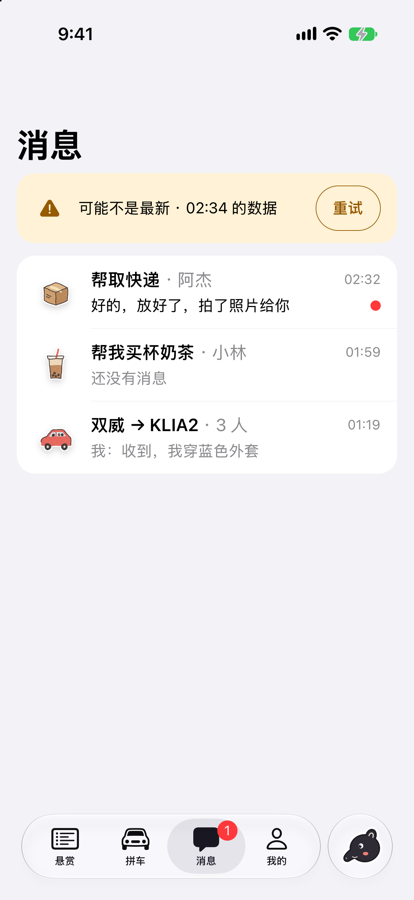 9:41
消息
可能不是最新 · 02:34 的数据
重试
帮取快递 · 阿杰
02:32
好的，放好了，拍了照片给你
帮我买杯奶茶 · 小林
01:59
还没有消息
双威 → KLIA2 · 3 人
01:19
我：收到，我穿蓝色外套
1
悬赏
拼车
消息
我的